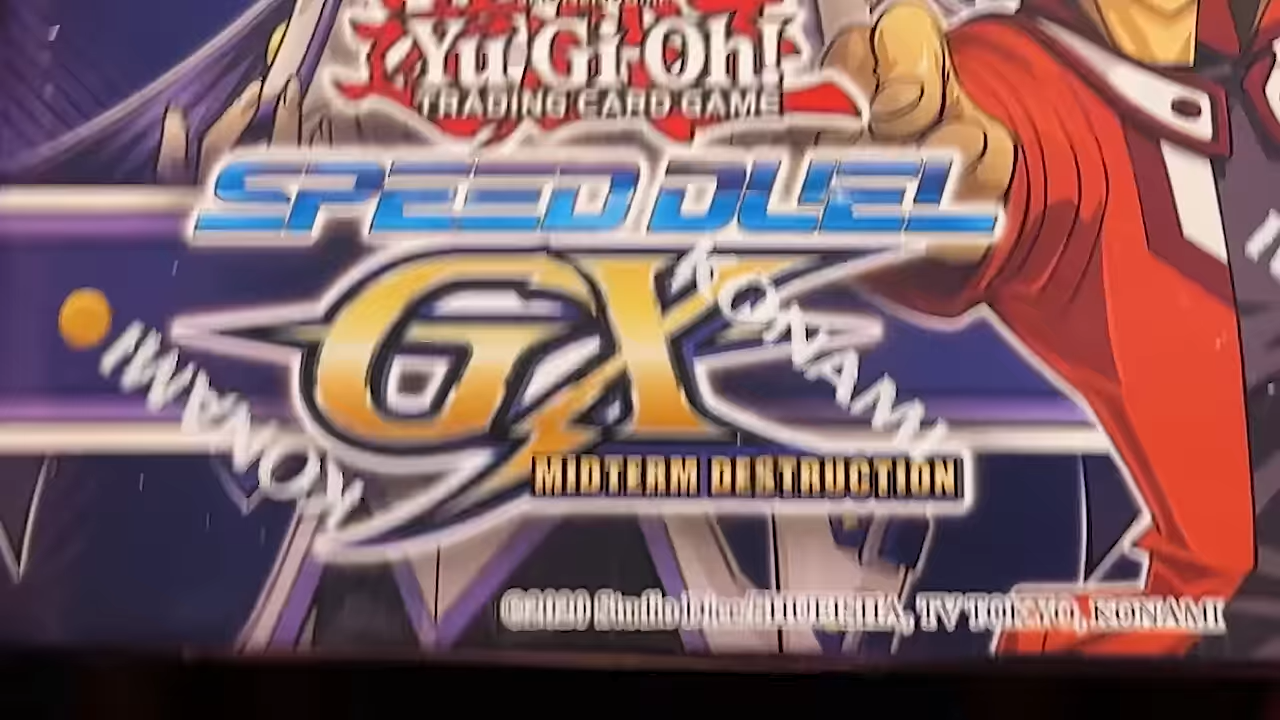 Yu-Gi-Oh!
TRADING CARD GAME
SPEED DUEL
GX
KONAMI
KONAMI
MIDTERM DESTRUCTION
TV TOKYO, KONAMI